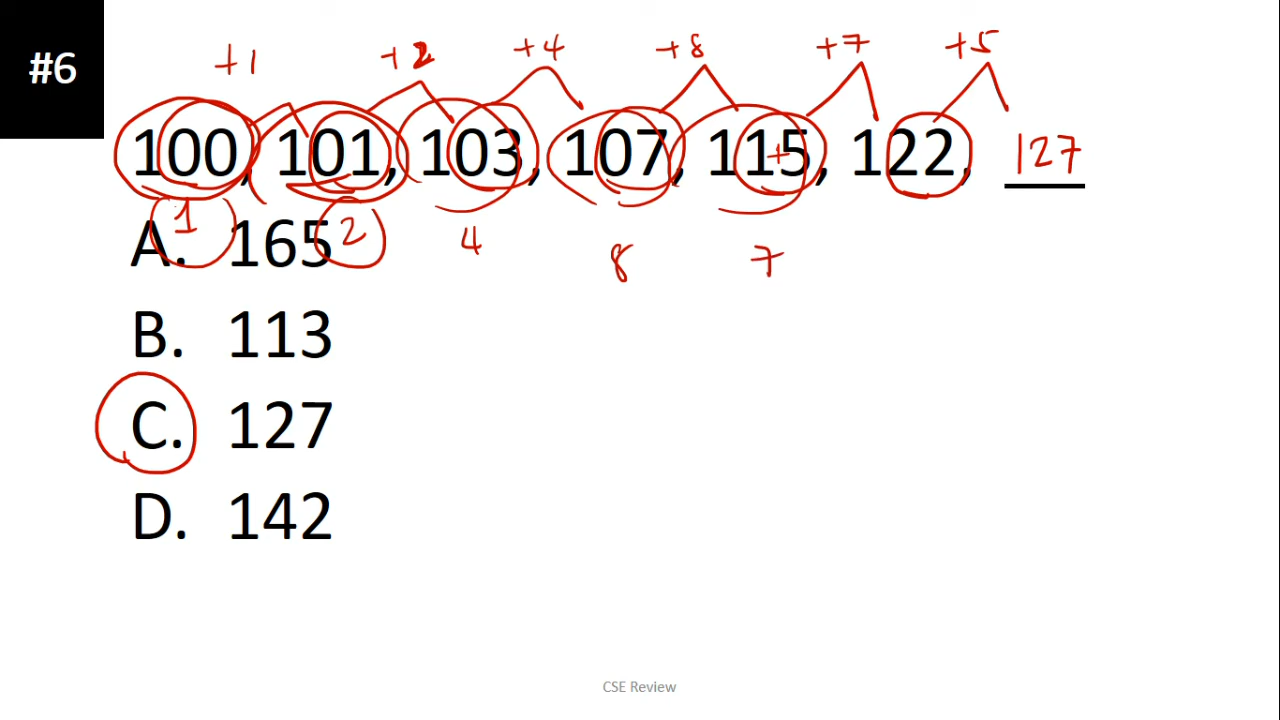 #6
+1 +2 +4 +8 +7 +5
100, 101, 103, 107, 115, 122, 127
+
1 2 4 8 7
A. 165
B. 113
C. 127
D. 142
CSE Review